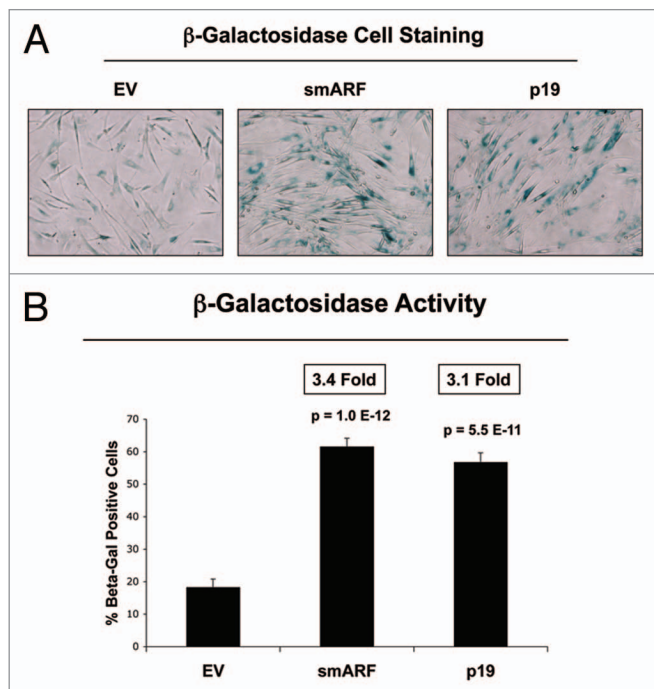 A
β-Galactosidase Cell Staining
EV smARF p19
B
β-Galactosidase Activity
3.4 Fold 3.1 Fold
p = 1.0 E-12 p = 5.5 E-11
% Beta-Gal Positive Cells
70
60
50
40
30
20
10
0
EV smARF p19